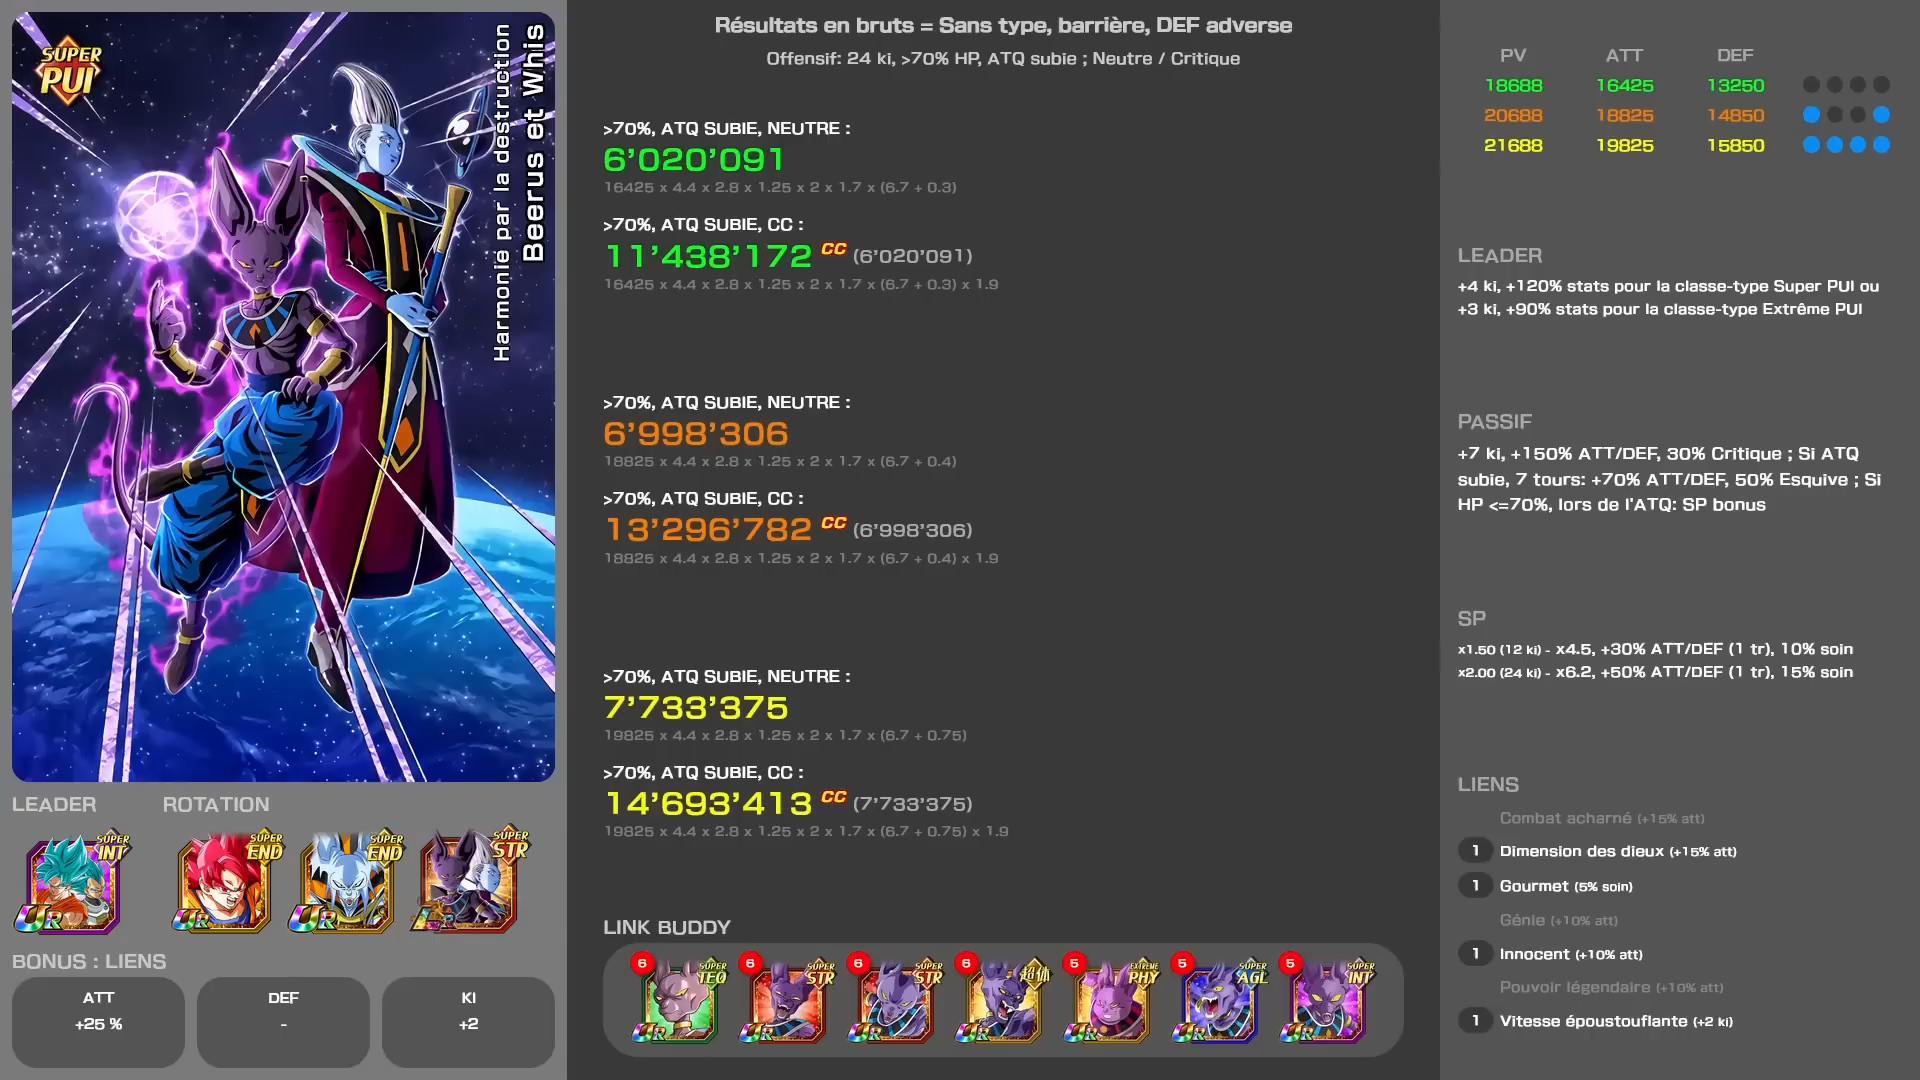 SUPER
PUI
Harmonie par la destruction
Beerus et Whis
LEADER
ROTATION
SUPER
INT
UR
SUPER
END
UR
SUPER
END
UR
SUPER
STR
LR
BONUS : LIENS
ATT
+25 %
DEF
-
KI
+2
Résultats en bruts = Sans type, barrière, DEF adverse
Offensif: 24 ki, >70% HP, ATQ subie ; Neutre / Critique
>70%, ATQ SUBIE, NEUTRE :
6'020'091
16425 x 4.4 x 2.8 x 1.25 x 2 x 1.7 x (6.7 + 0.3)
>70%, ATQ SUBIE, CC :
11'438'172 CC (6'020'091)
16425 x 4.4 x 2.8 x 1.25 x 2 x 1.7 x (6.7 + 0.3) x 1.9
>70%, ATQ SUBIE, NEUTRE :
6'998'306
18825 x 4.4 x 2.8 x 1.25 x 2 x 1.7 x (6.7 + 0.4)
>70%, ATQ SUBIE, CC :
13'296'782 CC (6'998'306)
18825 x 4.4 x 2.8 x 1.25 x 2 x 1.7 x (6.7 + 0.4) x 1.9
>70%, ATQ SUBIE, NEUTRE :
7'733'375
19825 x 4.4 x 2.8 x 1.25 x 2 x 1.7 x (6.7 + 0.75)
>70%, ATQ SUBIE, CC :
14'693'413 CC (7'733'375)
19825 x 4.4 x 2.8 x 1.25 x 2 x 1.7 x (6.7 + 0.75) x 1.9
LINK BUDDY
6
SUPER
TEQ
UR
6
SUPER
STR
UR
6
SUPER
STR
UR
6
超体
UR
5
EXTREME
PHY
UR
5
SUPER
AGL
UR
5
SUPER
INT
UR
PV ATT DEF
18688 16425 13250
20688 18825 14850
21688 19825 15850
LEADER
+4 ki, +120% stats pour la classe-type Super PUI ou
+3 ki, +90% stats pour la classe-type Extrême PUI
PASSIF
+7 ki, +150% ATT/DEF, 30% Critique ; Si ATQ
subie, 7 tours: +70% ATT/DEF, 50% Esquive ; Si
HP <=70%, lors de l'ATQ: SP bonus
SP
x1.50 (12 ki) - x4.5, +30% ATT/DEF (1 tr), 10% soin
x2.00 (24 ki) - x6.2, +50% ATT/DEF (1 tr), 15% soin
LIENS
Combat acharné (+15% att)
1 Dimension des dieux (+15% att)
1 Gourmet (5% soin)
Génie (+10% att)
1 Innocent (+10% att)
Pouvoir légendaire (+10% att)
1 Vitesse époustouflante (+2 ki)